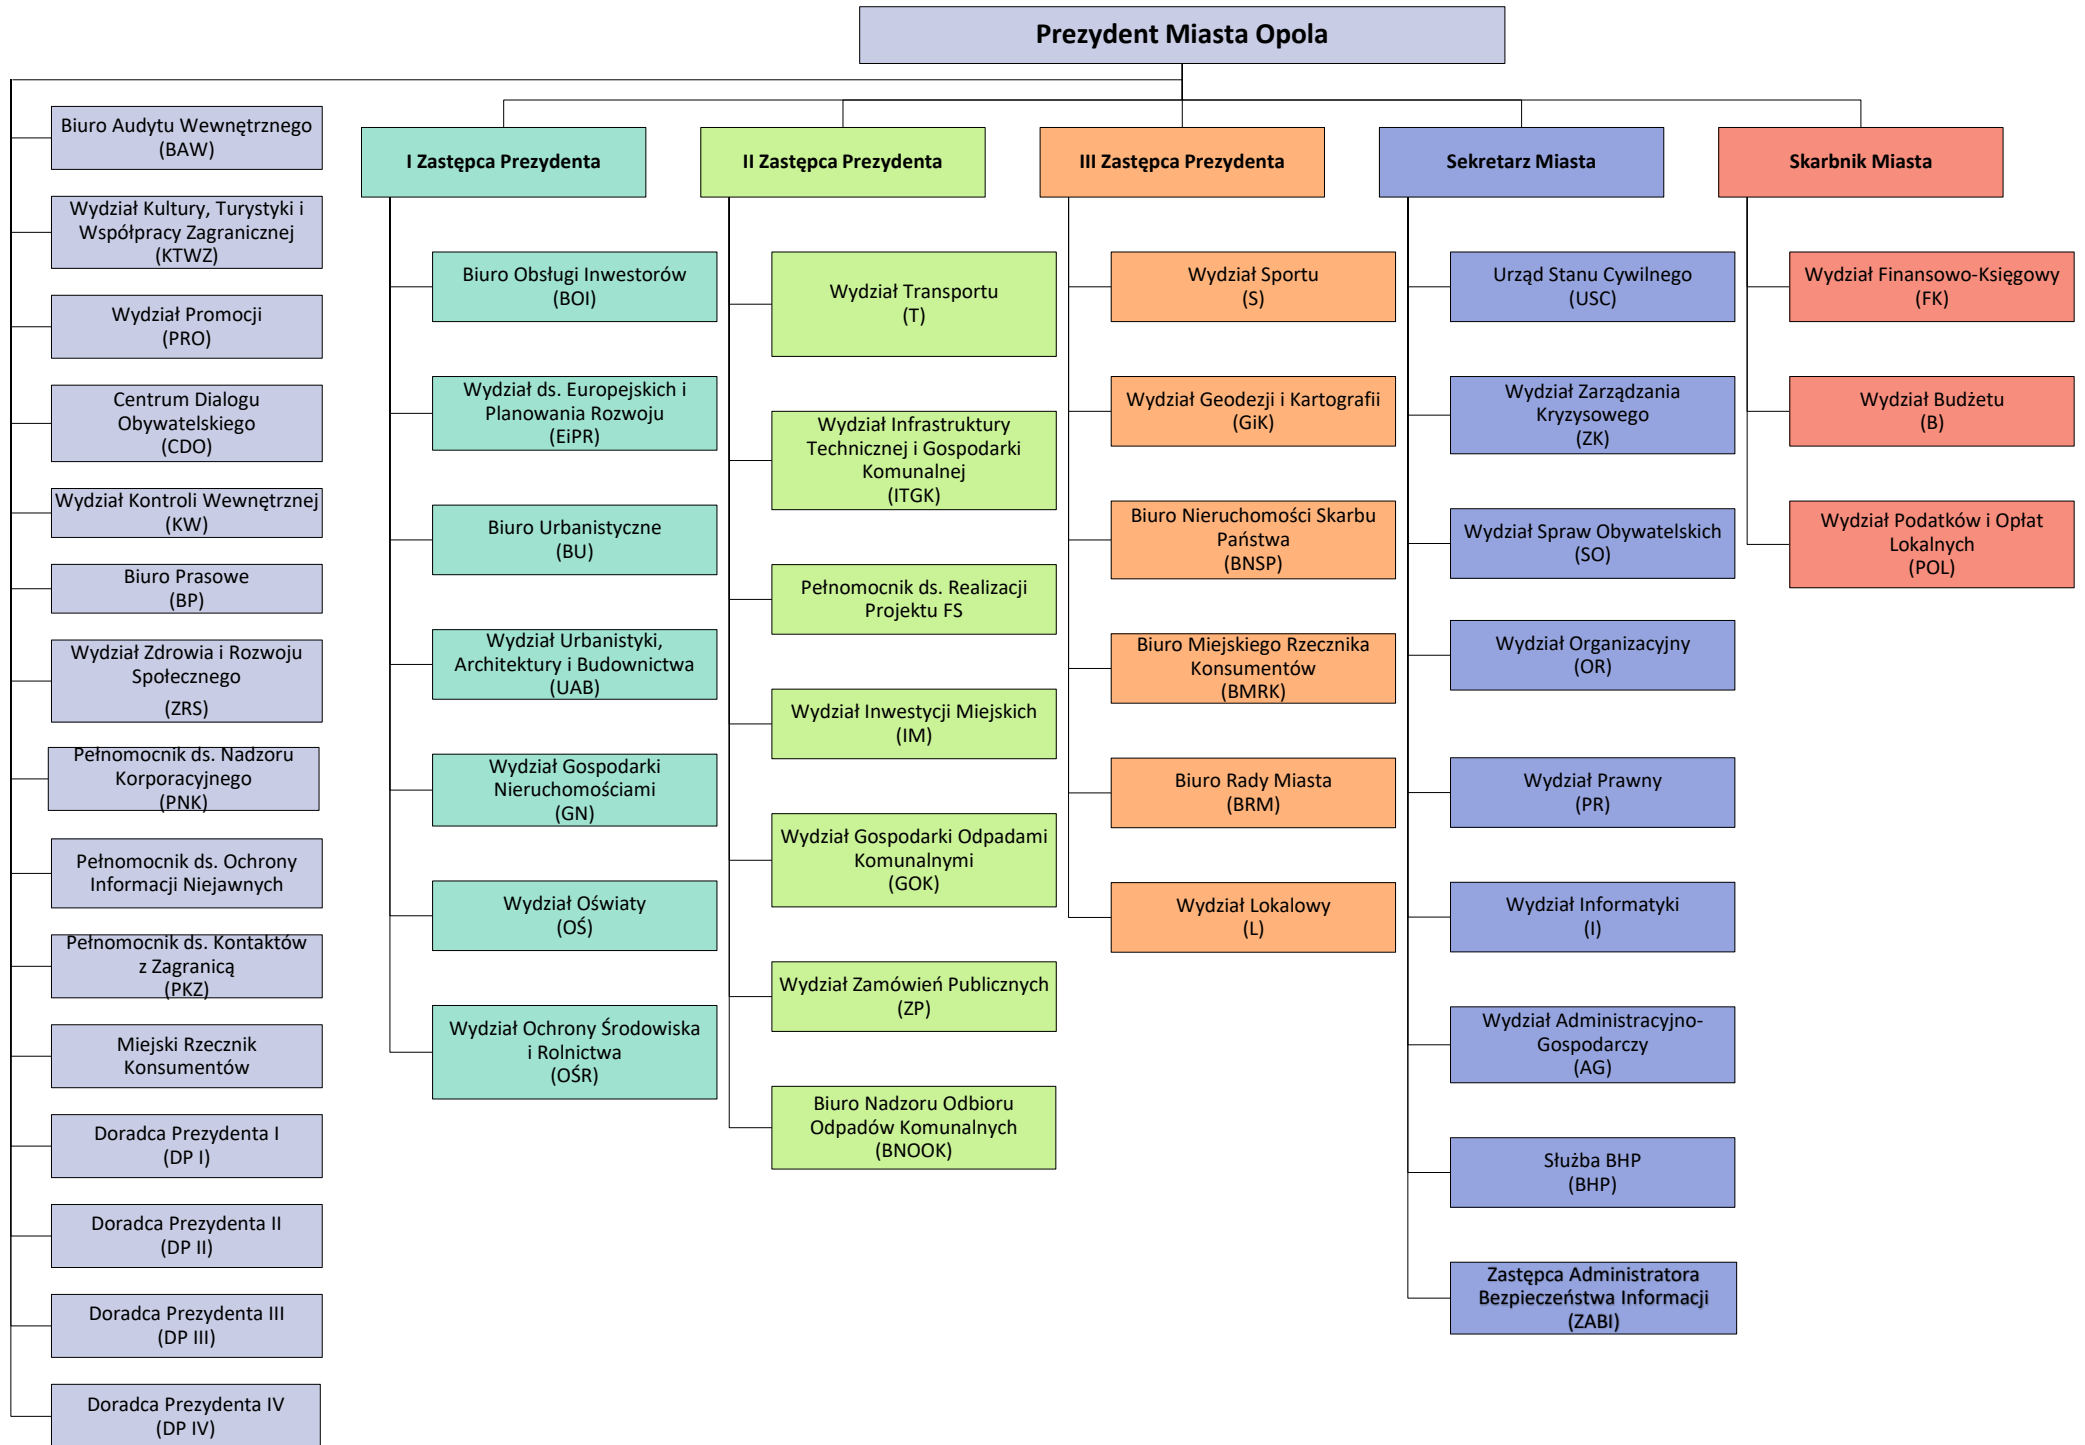 Prezydent Miasta Opola
Biuro Audytu Wewnętrznego
(BAW)
Wydział Kultury, Turystyki i
Współpracy Zagranicznej
(KTWZ)
Wydział Promocji
(PRO)
Centrum Dialogu
Obywatelskiego
(CDO)
Wydział Kontroli Wewnętrznej
(KW)
Biuro Prasowe
(BP)
Wydział Zdrowia i Rozwoju
Społecznego
(ZRS)
Pełnomocnik ds. Nadzoru
Korporacyjnego
(PNK)
Pełnomocnik ds. Ochrony
Informacji Niejawnych
Pełnomocnik ds. Kontaktów
z Zagranicą
(PKZ)
Miejski Rzecznik
Konsumentów
Doradca Prezydenta I
(DP I)
Doradca Prezydenta II
(DP II)
Doradca Prezydenta III
(DP III)
Doradca Prezydenta IV
(DP IV)
I Zastępca Prezydenta
Biuro Obsługi Inwestorów
(BOI)
Wydział ds. Europejskich i
Planowania Rozwoju
(EiPR)
Biuro Urbanistyczne
(BU)
Wydział Urbanistyki,
Architektury i Budownictwa
(UAB)
Wydział Gospodarki
Nieruchomościami
(GN)
Wydział Oświaty
(OŚ)
Wydział Ochrony Środowiska
i Rolnictwa
(OŚR)
II Zastępca Prezydenta
Wydział Transportu
(T)
Wydział Infrastruktury
Technicznej i Gospodarki
Komunalnej
(ITGK)
Pełnomocnik ds. Realizacji
Projektu FS
Wydział Inwestycji Miejskich
(IM)
Wydział Gospodarki Odpadami
Komunalnymi
(GOK)
Wydział Zamówień Publicznych
(ZP)
Biuro Nadzoru Odbioru
Odpadów Komunalnych
(BNOOK)
III Zastępca Prezydenta
Wydział Sportu
(S)
Wydział Geodezji i Kartografii
(GiK)
Biuro Nieruchomości Skarbu
Państwa
(BNSP)
Biuro Miejskiego Rzecznika
Konsumentów
(BMRK)
Biuro Rady Miasta
(BRM)
Wydział Lokalowy
(L)
Sekretarz Miasta
Urząd Stanu Cywilnego
(USC)
Wydział Zarządzania
Kryzysowego
(ZK)
Wydział Spraw Obywatelskich
(SO)
Wydział Organizacyjny
(OR)
Wydział Prawny
(PR)
Wydział Informatyki
(I)
Wydział Administracyjno-
Gospodarczy
(AG)
Służba BHP
(BHP)
Zastępca Administratora
Bezpieczeństwa Informacji
(ZABI)
Skarbnik Miasta
Wydział Finansowo-Księgowy
(FK)
Wydział Budżetu
(B)
Wydział Podatków i Opłat
Lokalnych
(POL)